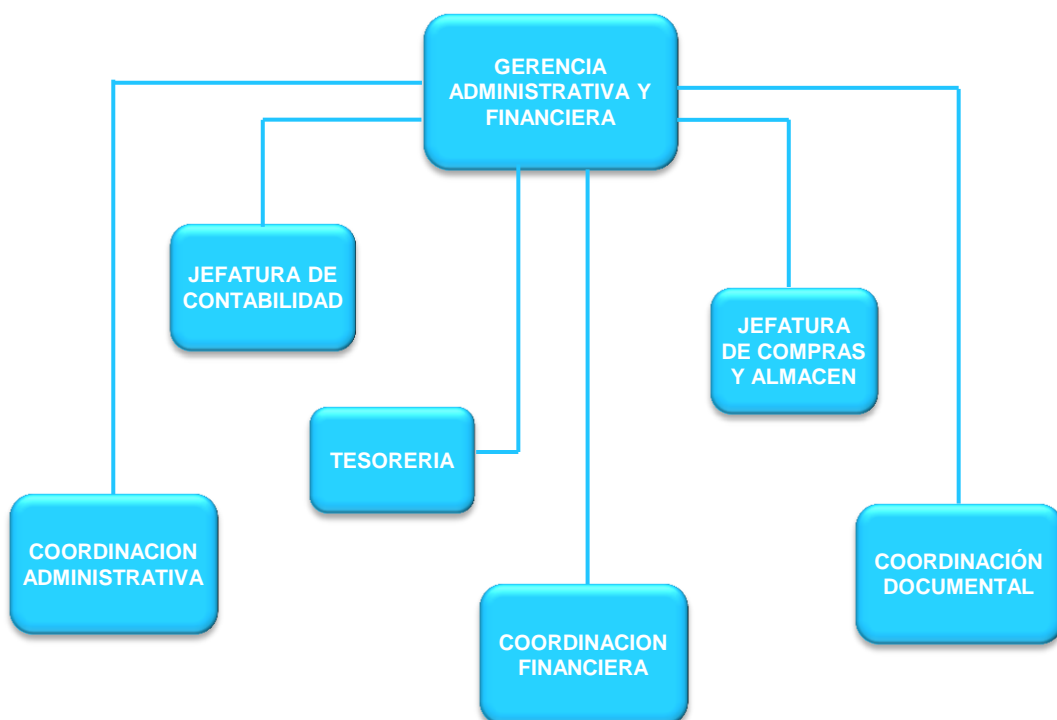 GERENCIA
ADMINISTRATIVA Y
FINANCIERA
JEFATURA DE
CONTABILIDAD
JEFATURA
DE COMPRAS
Y ALMACEN
TESORERIA
COORDINACION
ADMINISTRATIVA
COORDINACIÓN
DOCUMENTAL
COORDINACION
FINANCIERA